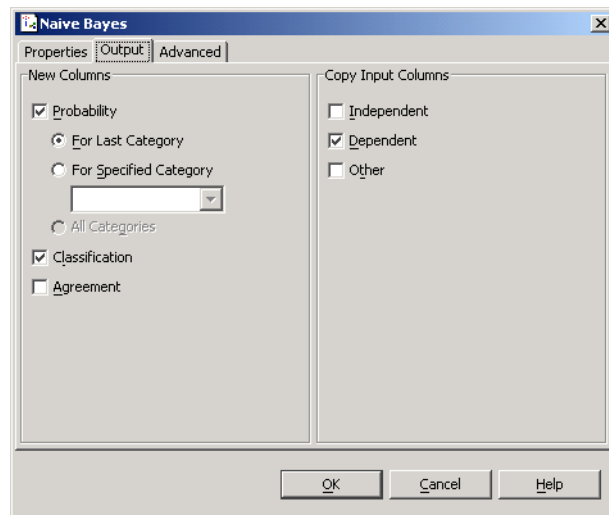 Naive Bayes
Properties Output Advanced
New Columns
Probability
For Last Category
For Specified Category
All Categories
Classification
Agreement
Copy Input Columns
Independent
Dependent
Other
OK Cancel Help